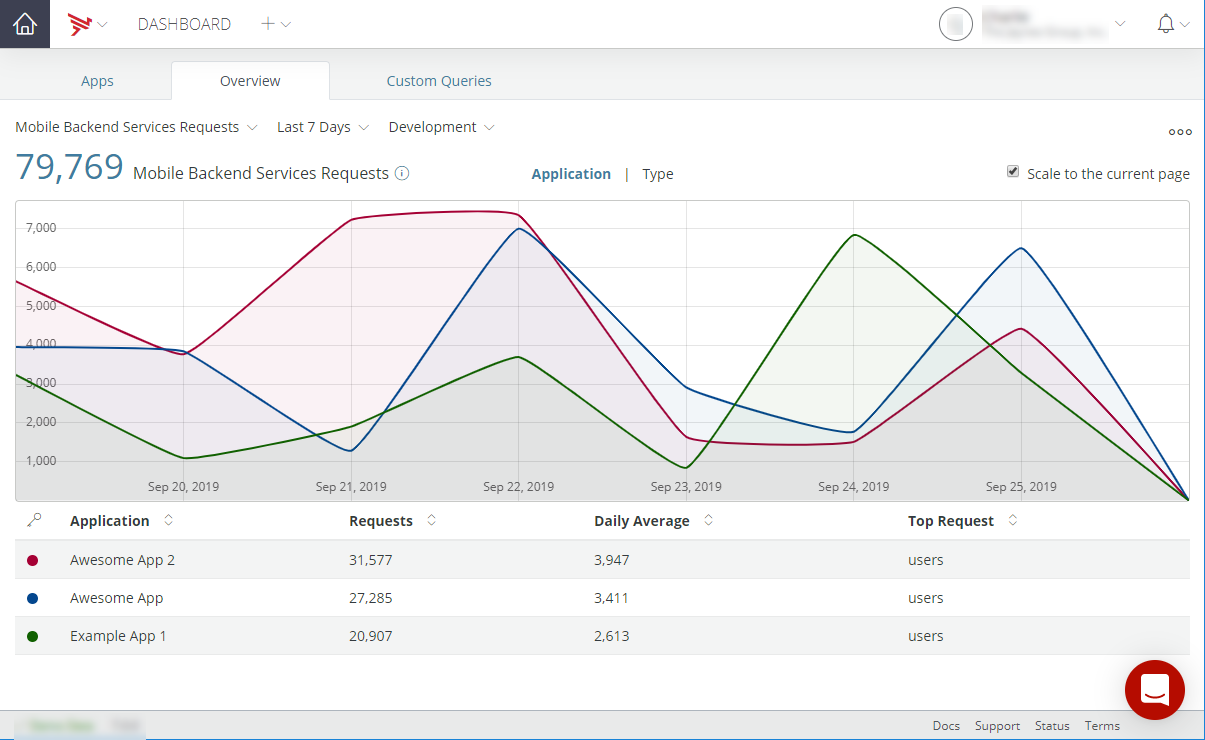 DASHBOARD
Apps Overview Custom Queries
Mobile Backend Services Requests Last 7 Days Development
79,769 Mobile Backend Services Requests Application | Type Scale to the current page
7,000
6,000
5,000
4,000
3,000
2,000
1,000
Sep 20, 2019 Sep 21, 2019 Sep 22, 2019 Sep 23, 2019 Sep 24, 2019 Sep 25, 2019
Application Requests Daily Average Top Request
Awesome App 2 31,577 3,947 users
Awesome App 27,285 3,411 users
Example App 1 20,907 2,613 users
Docs Support Status Terms